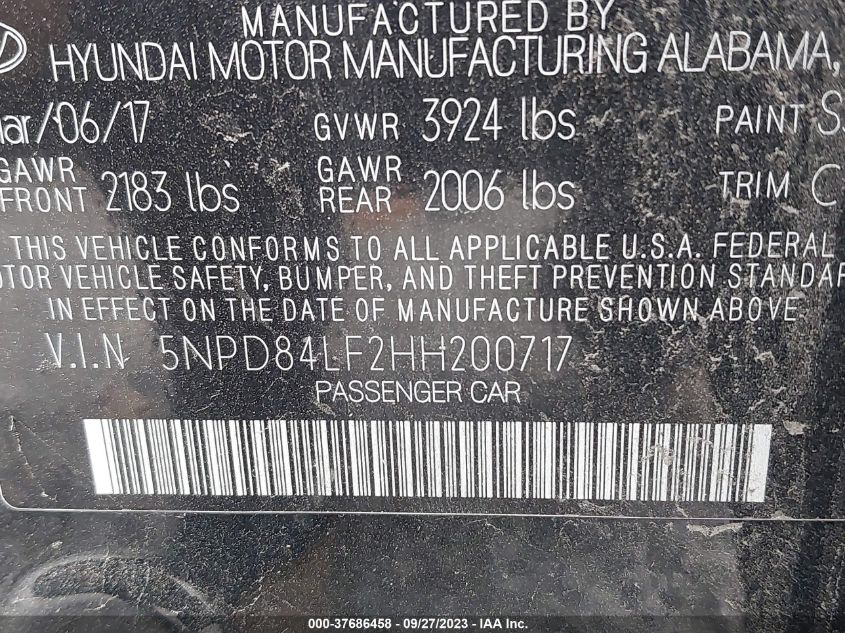 MANUFACTURED BY
HYUNDAI MOTOR MANUFACTURING ALABAMA,
Mar/06/17 GVWR 3924 lbs PAINT S
GAWR FRONT 2183 lbs GAWR REAR 2006 lbs TRIM C
THIS VEHICLE CONFORMS TO ALL APPLICABLE U.S.A. FEDERAL
OTOR VEHICLE SAFETY, BUMPER, AND THEFT PREVENTION STANDAR
IN EFFECT ON THE DATE OF MANUFACTURE SHOWN ABOVE.
V.I.N 5NPD84LF2HH200717
PASSENGER CAR
000-37686458 - 09/27/2023 - IAA Inc.